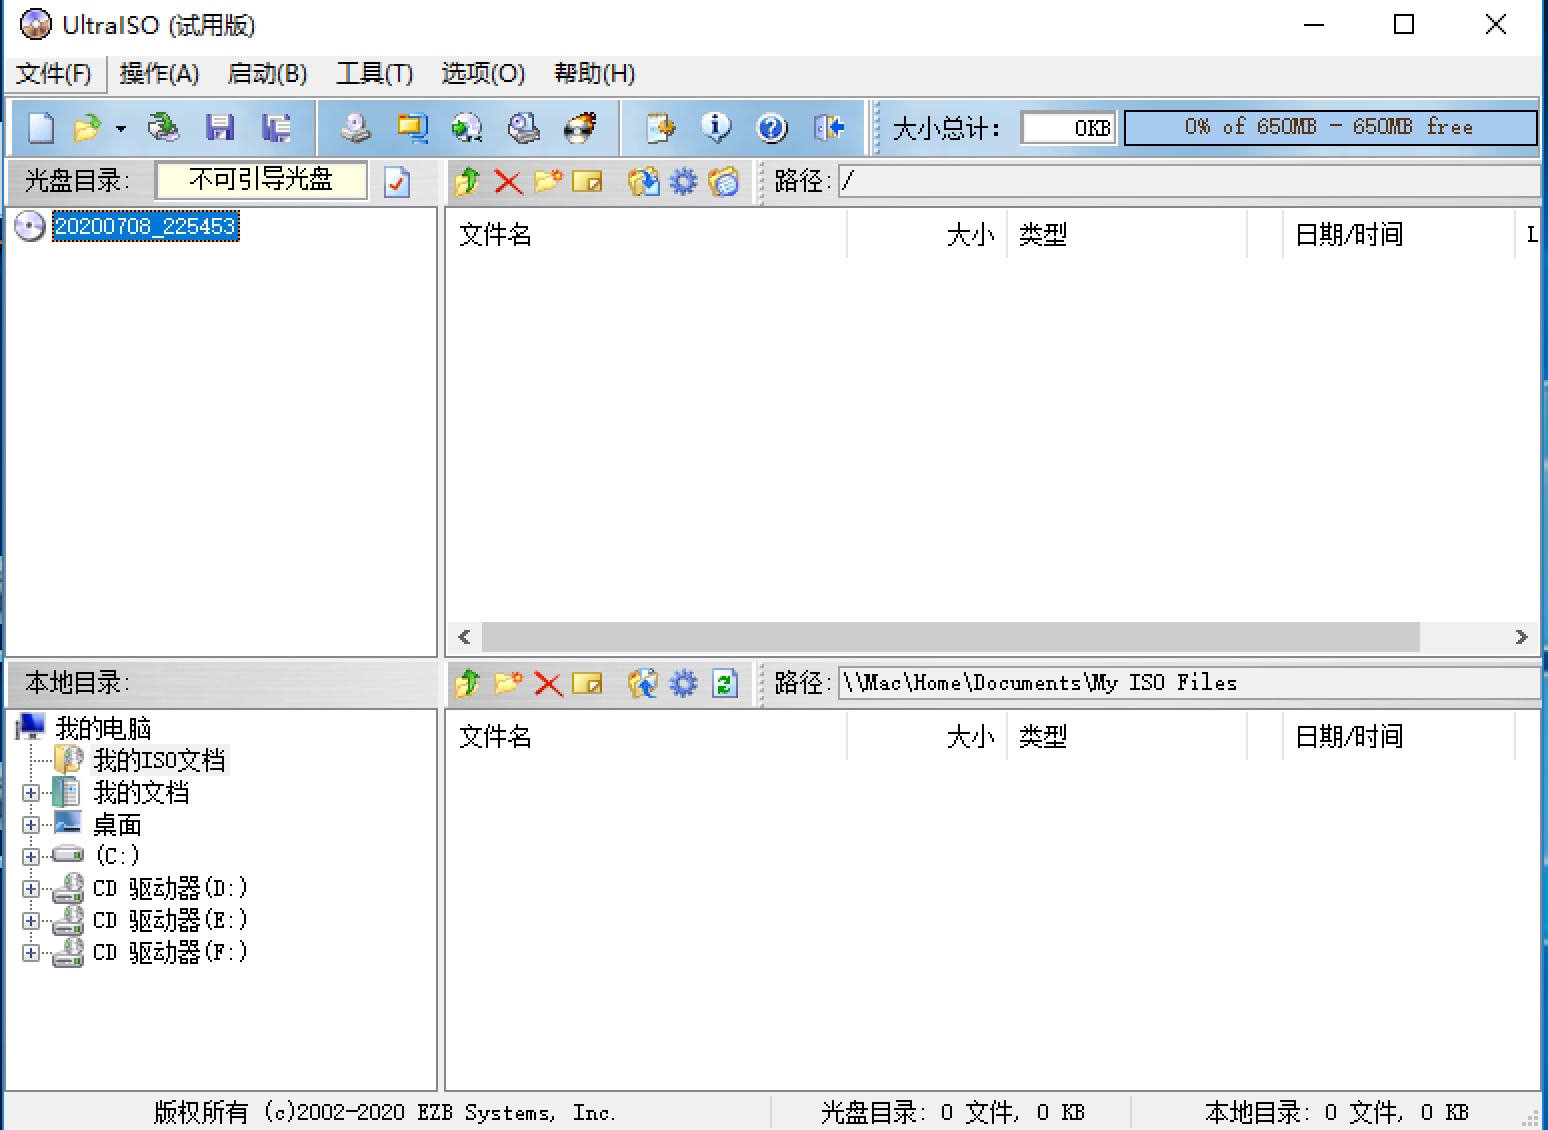 UltraISO (试用版)
文件(F) 操作(A) 启动(B) 工具(T) 选项(O) 帮助(H)
大小总计: 0KB 0% of 650MB - 650MB free
光盘目录: 不可引导光盘 路径: /
20200708_225453
文件名 大小 类型 日期/时间 L
本地目录: 路径: \\Mac\Home\Documents\My ISO Files
文件名 大小 类型 日期/时间
我的电脑
我的ISO文档
我的文档
桌面
(C:)
CD 驱动器(D:)
CD 驱动器(E:)
CD 驱动器(F:)
版权所有 (c)2002-2020 EZB Systems, Inc. 光盘目录: 0 文件, 0 KB 本地目录: 0 文件, 0 KB